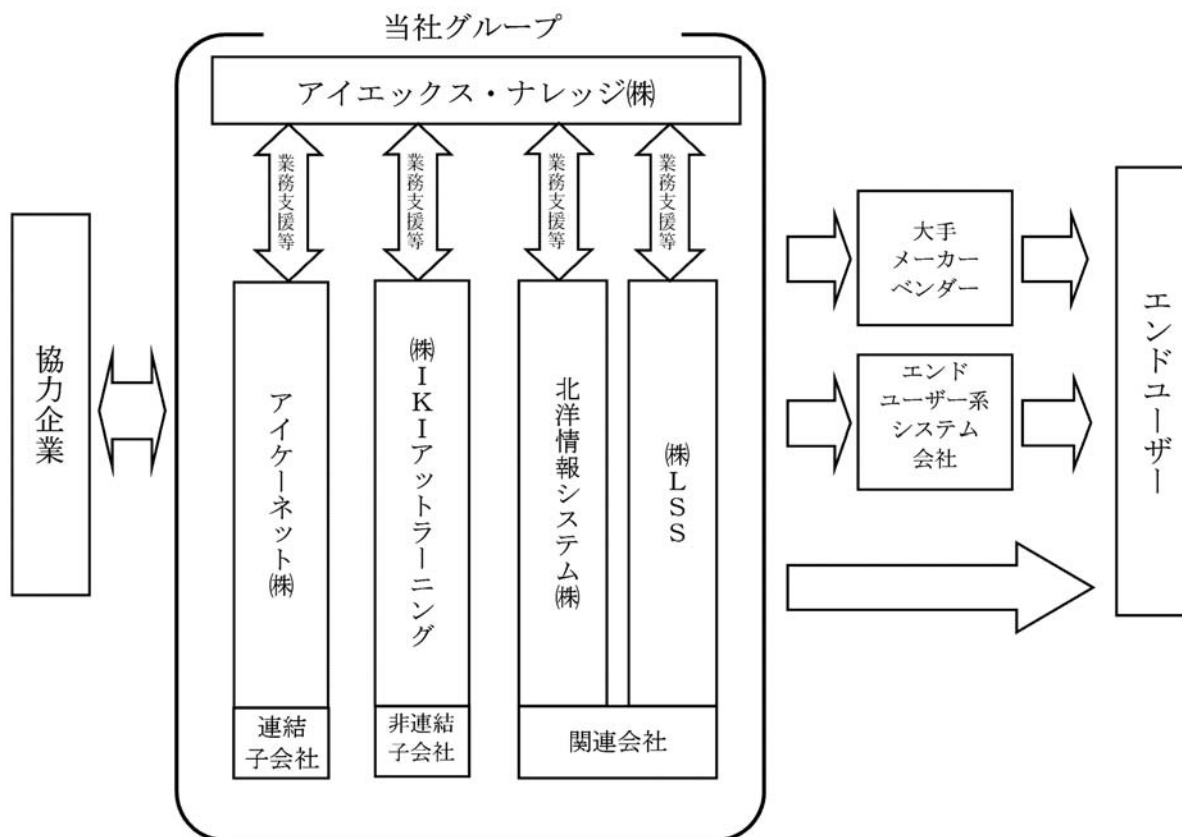 当社グループ
アイエックス・ナレッジ㈱
業務支援等
業務支援等
業務支援等
業務支援等
協力企業
アイケーネット㈱
㈱IKIアットラーニング
北洋情報システム㈱
㈱LSS
連結
子会社
非連結
子会社
関連会社
大手
メーカー
ベンダー
エンド
ユーザー系
システム
会社
エンドユーザー